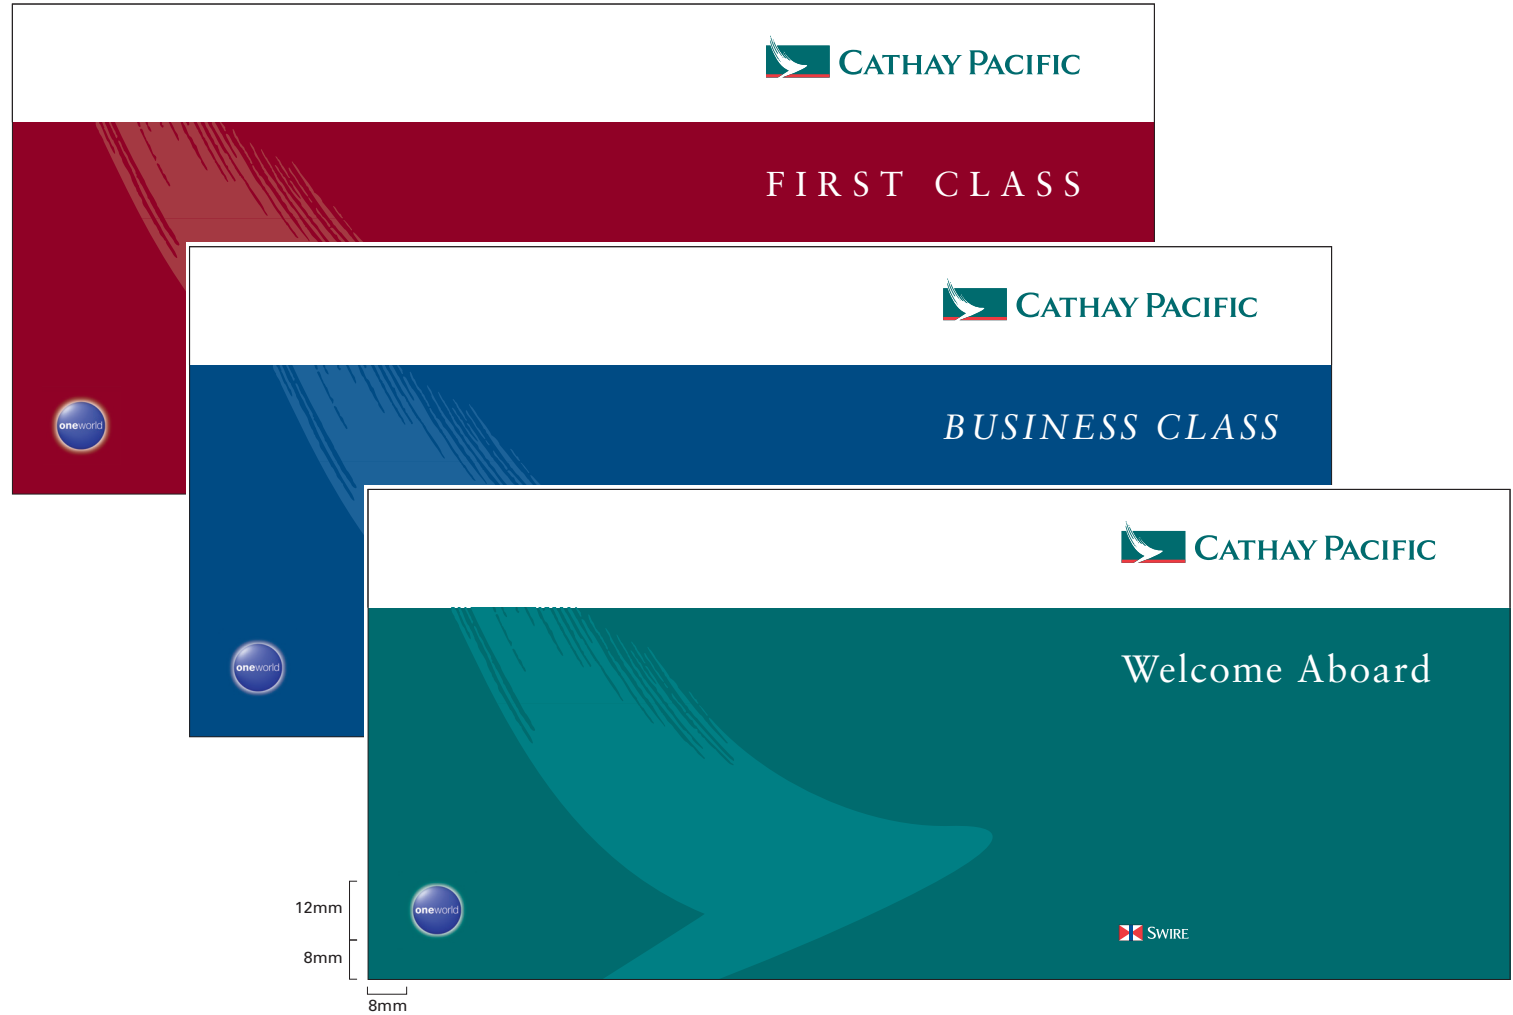 CATHAY PACIFIC
FIRST CLASS
oneworld
CATHAY PACIFIC
BUSINESS CLASS
oneworld
CATHAY PACIFIC
Welcome Aboard
oneworld
SWIRE
12mm
8mm
8mm